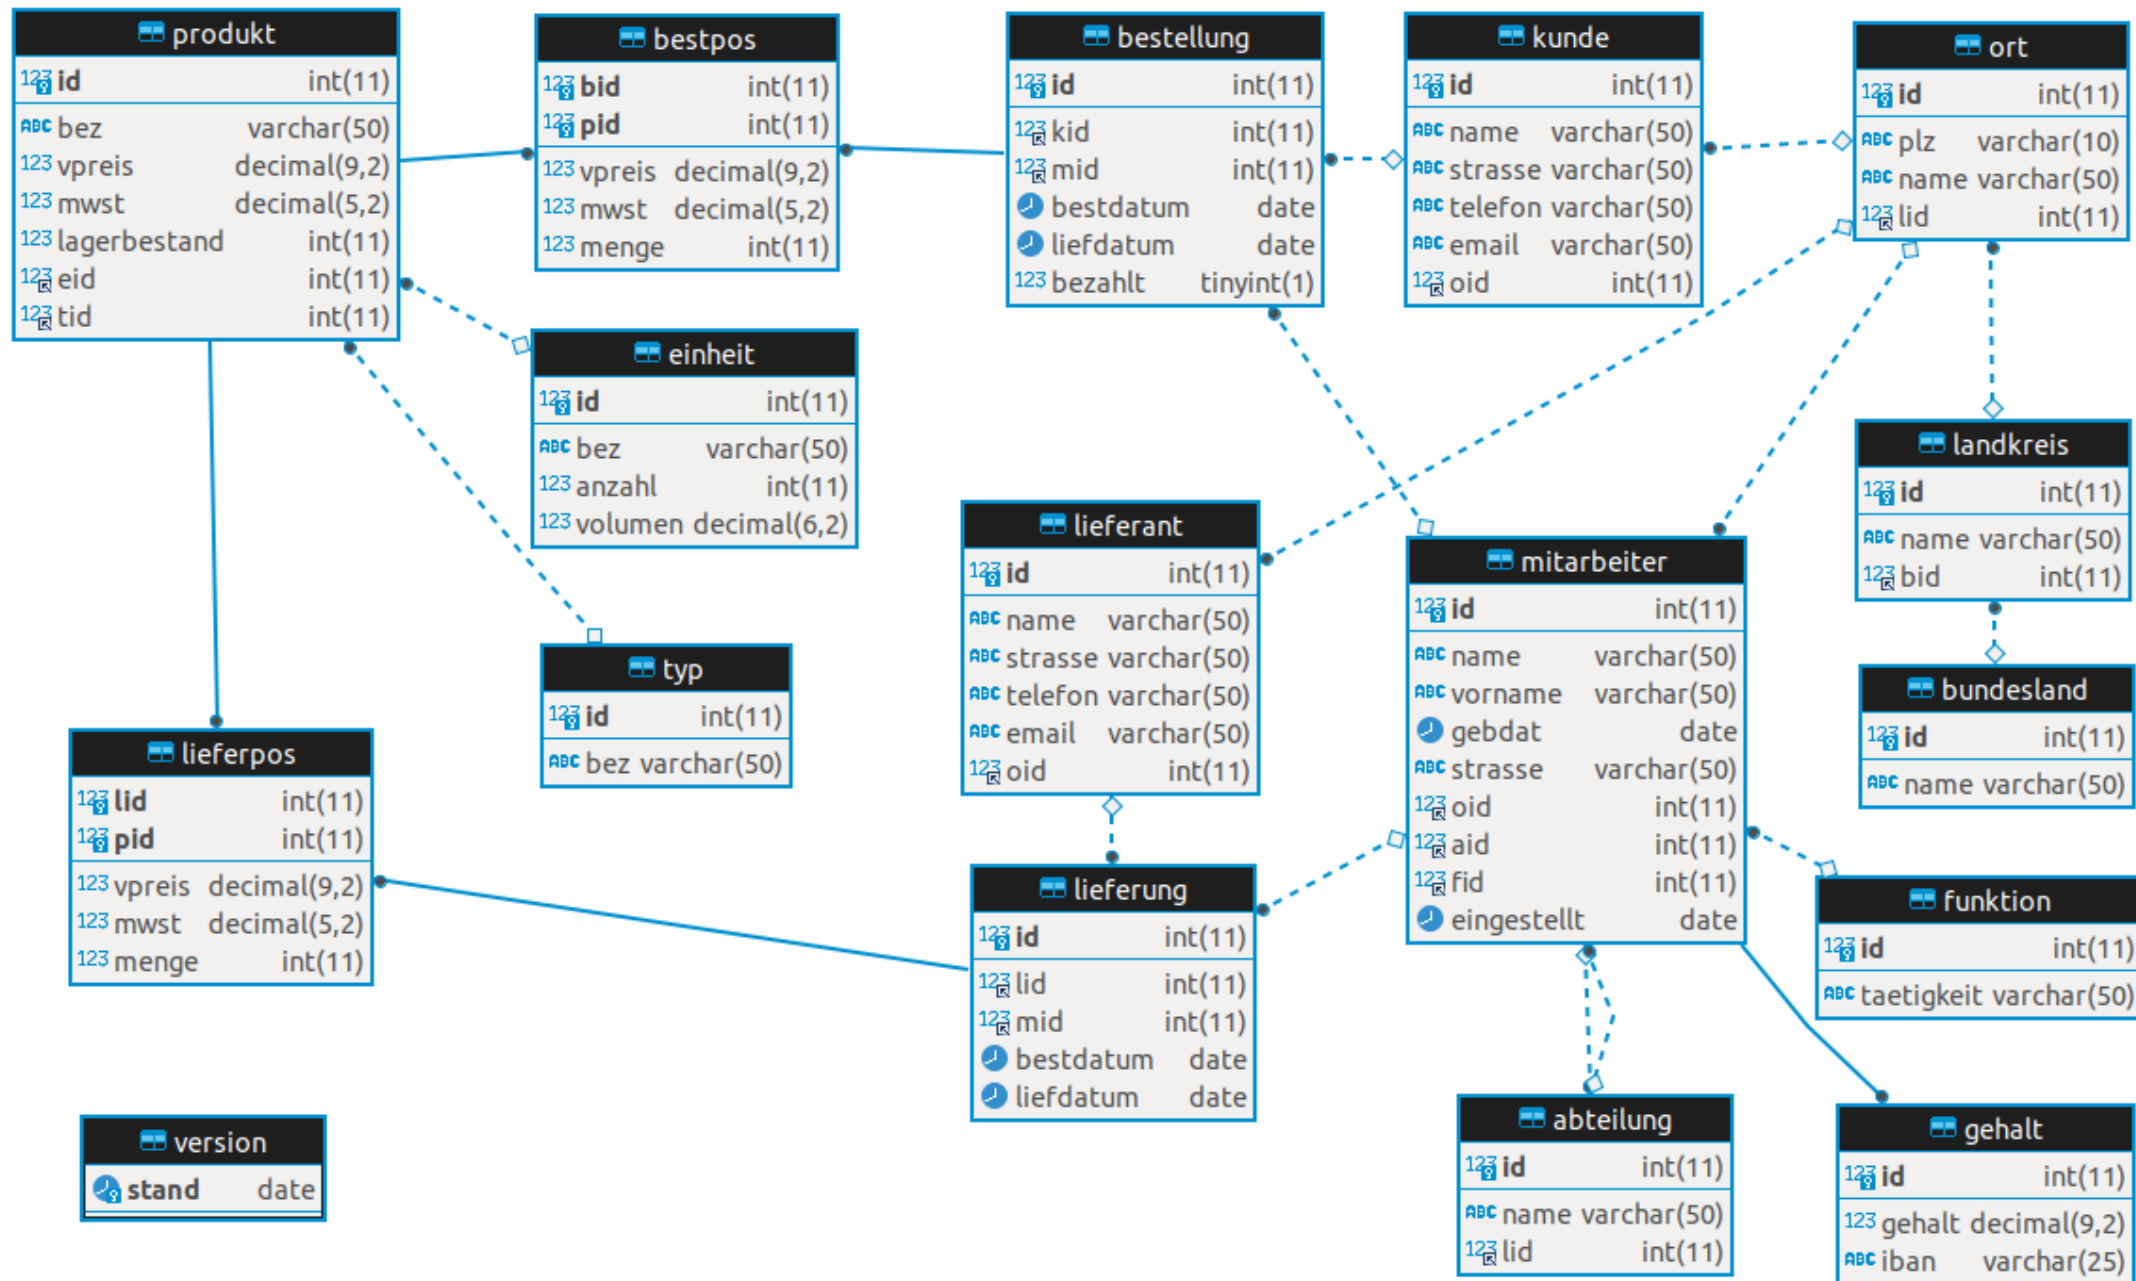 produkt
id int(11)
bez varchar(50)
vpreis decimal(9,2)
mwst decimal(5,2)
lagerbestand int(11)
eid int(11)
tid int(11)
bestpos
bid int(11)
pid int(11)
vpreis decimal(9,2)
mwst decimal(5,2)
menge int(11)
bestellung
id int(11)
kid int(11)
mid int(11)
bestdatum date
liefdatum date
bezahlt tinyint(1)
kunde
id int(11)
name varchar(50)
strasse varchar(50)
telefon varchar(50)
email varchar(50)
oid int(11)
ort
id int(11)
plz varchar(10)
name varchar(50)
lid int(11)
einheit
id int(11)
bez varchar(50)
anzahl int(11)
volumen decimal(6,2)
landkreis
id int(11)
name varchar(50)
bid int(11)
lieferant
id int(11)
name varchar(50)
strasse varchar(50)
telefon varchar(50)
email varchar(50)
oid int(11)
mitarbeiter
id int(11)
name varchar(50)
vorname varchar(50)
gebdat date
strasse varchar(50)
oid int(11)
aid int(11)
fid int(11)
eingestellt date
typ
id int(11)
bez varchar(50)
bundesland
id int(11)
name varchar(50)
lieferpos
lid int(11)
pid int(11)
vpreis decimal(9,2)
mwst decimal(5,2)
menge int(11)
lieferung
id int(11)
lid int(11)
mid int(11)
bestdatum date
liefdatum date
funktion
id int(11)
taetigkeit varchar(50)
version
stand date
abteilung
id int(11)
name varchar(50)
lid int(11)
gehalt
id int(11)
gehalt decimal(9,2)
iban varchar(25)